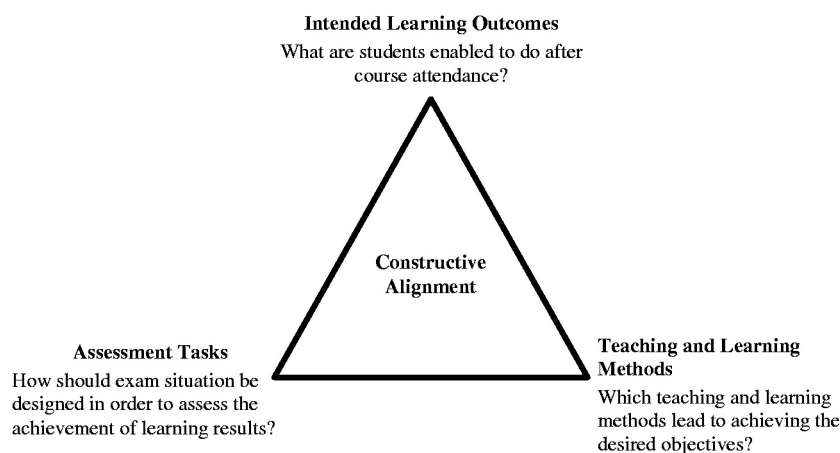 Intended Learning Outcomes
What are students enabled to do after
course attendance?
Constructive
Alignment
Assessment Tasks
How should exam situation be
designed in order to assess the
achievement of learning results?
Teaching and Learning
Methods
Which teaching and learning
methods lead to achieving the
desired objectives?